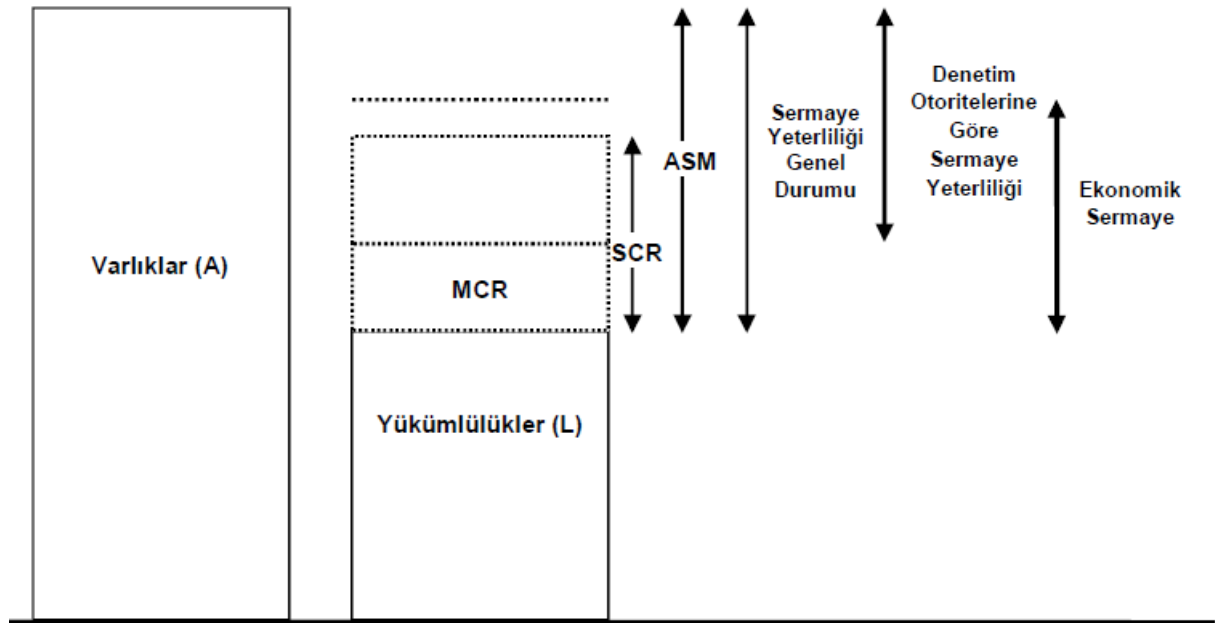 Varlıklar (A)
MCR
Yükümlülükler (L)
SCR
ASM
Sermaye
Yeterliliği
Genel
Durumu
Denetim
Otoritelerine
Göre
Sermaye
Yeterliliği
Ekonomik
Sermaye